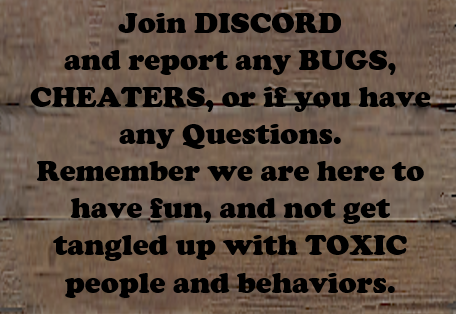 Join DISCORD
and report any BUGS,
CHEATERS, or if you have
any Questions.
Remember we are here to
have fun, and not get
tangled up with TOXIC
people and behaviors.